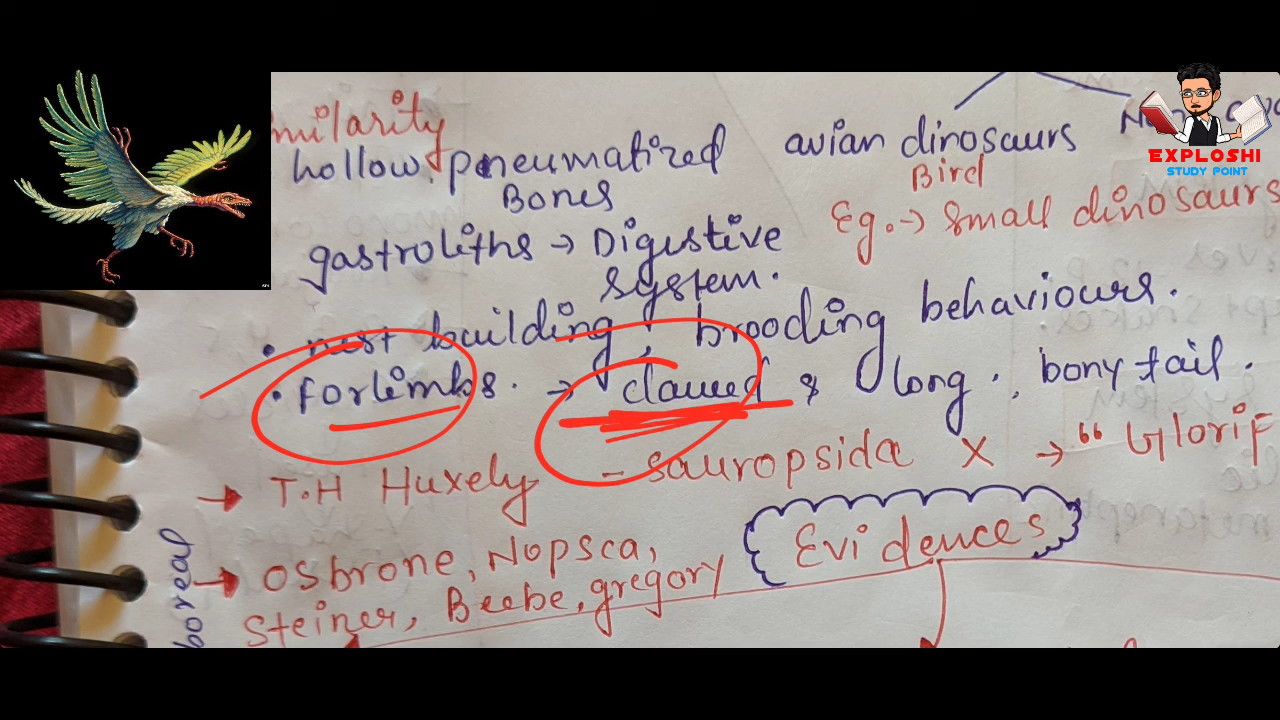 milarity
hollow, pneumatized
Bones
avian dinosaurs
Bird
Eg. → small dinosaurs
EXPLOSHI
STUDY POINT
gastroliths → Digestive
system.
• nest building, brooding behaviours.
• forlimbs. → clawed & long, bony tail.
→ T.H Huxely - Sauropsida X → "Glorif
boreal
→ Osbrone, Nopsca,
Steiner, Beebe, gregory
Evidences